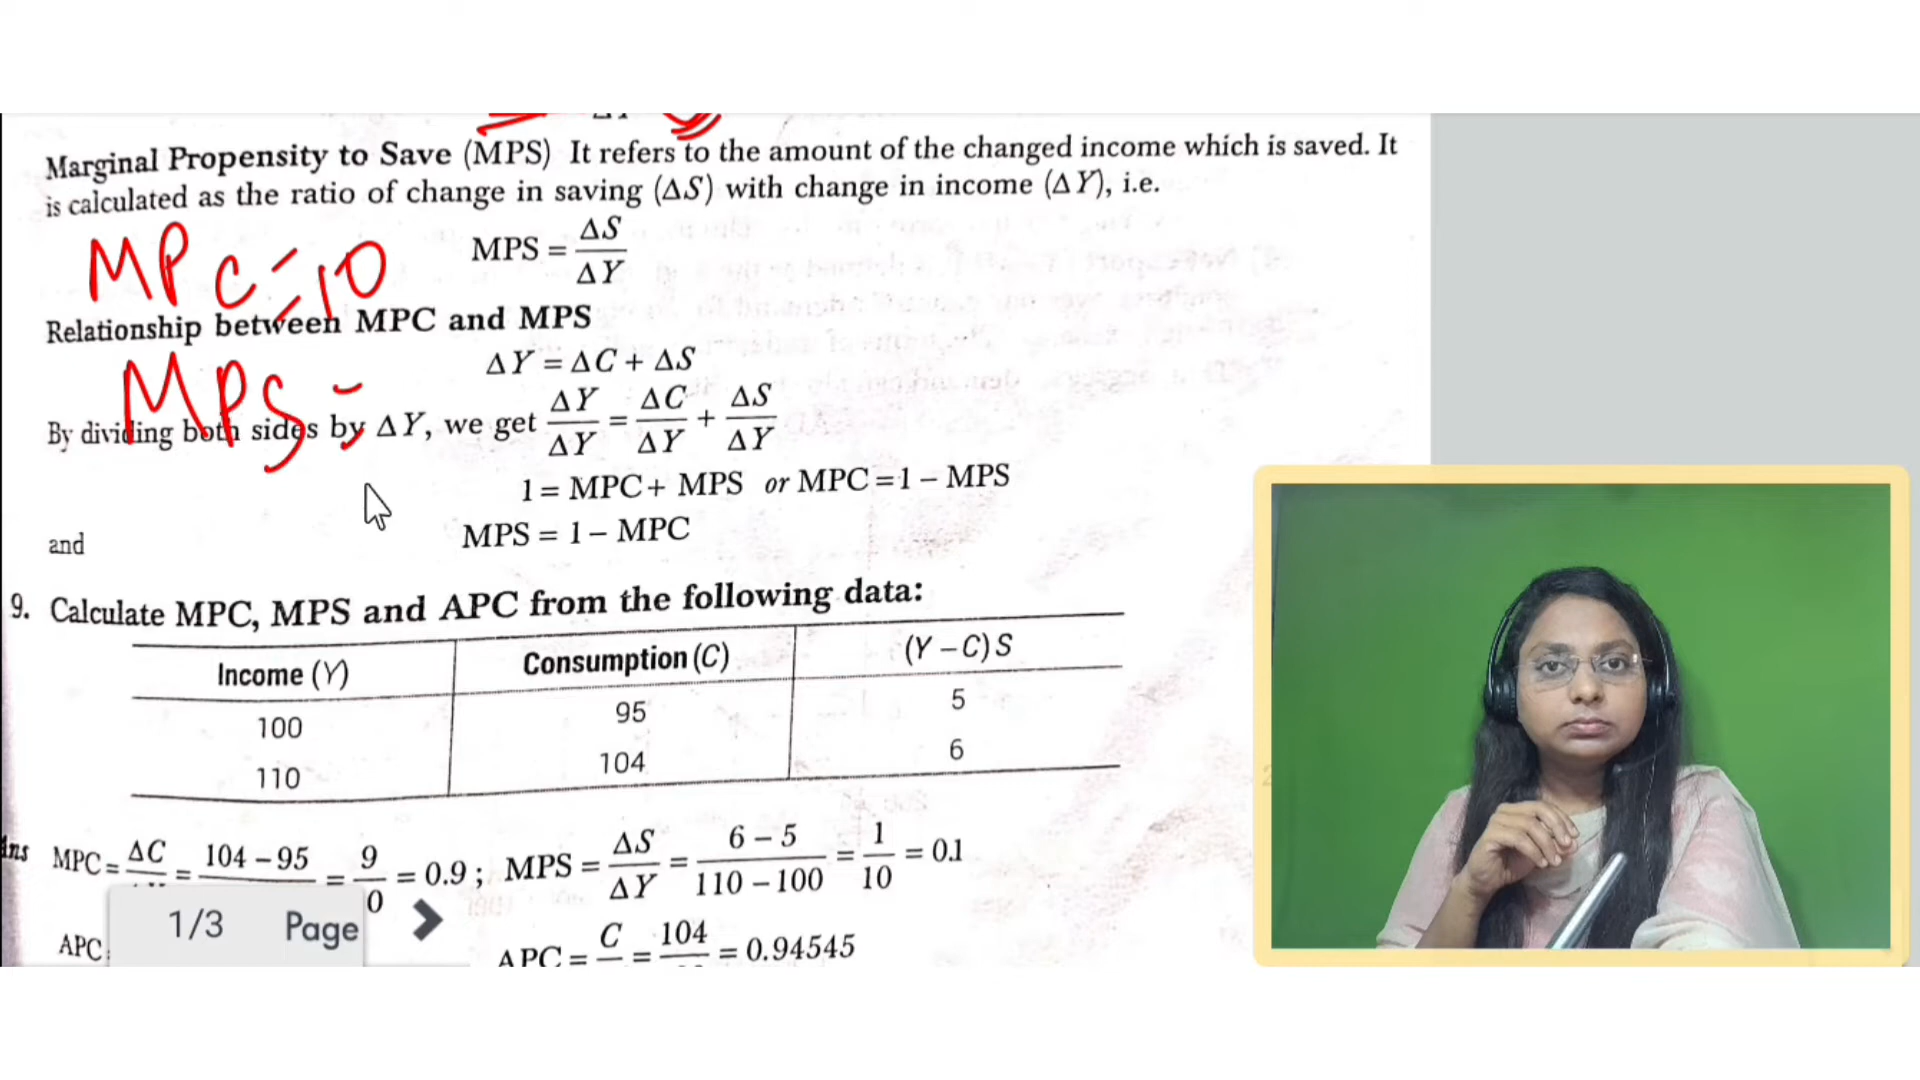 Marginal Propensity to Save (MPS) It refers to the amount of the changed income which is saved. It
is calculated as the ratio of change in saving (ΔS) with change in income (ΔY), i.e.
MPS = ΔS / ΔY
MPC = 10
Relationship between MPC and MPS
ΔY = ΔC + ΔS
MPS =
By dividing both sides by ΔY, we get ΔY / ΔY = ΔC / ΔY + ΔS / ΔY
1 = MPC + MPS or MPC = 1 – MPS
and MPS = 1 – MPC
9. Calculate MPC, MPS and APC from the following data:
Income (Y) Consumption (C) (Y – C) S
100 95 5
110 104 6
Ans MPC = ΔC = 104 – 95 = 9 / 0 = 0.9 ; MPS = ΔS / ΔY = 6 – 5 / 110 – 100 = 1 / 10 = 0.1
APC APC = C = 104 = 0.94545
1/3 Page